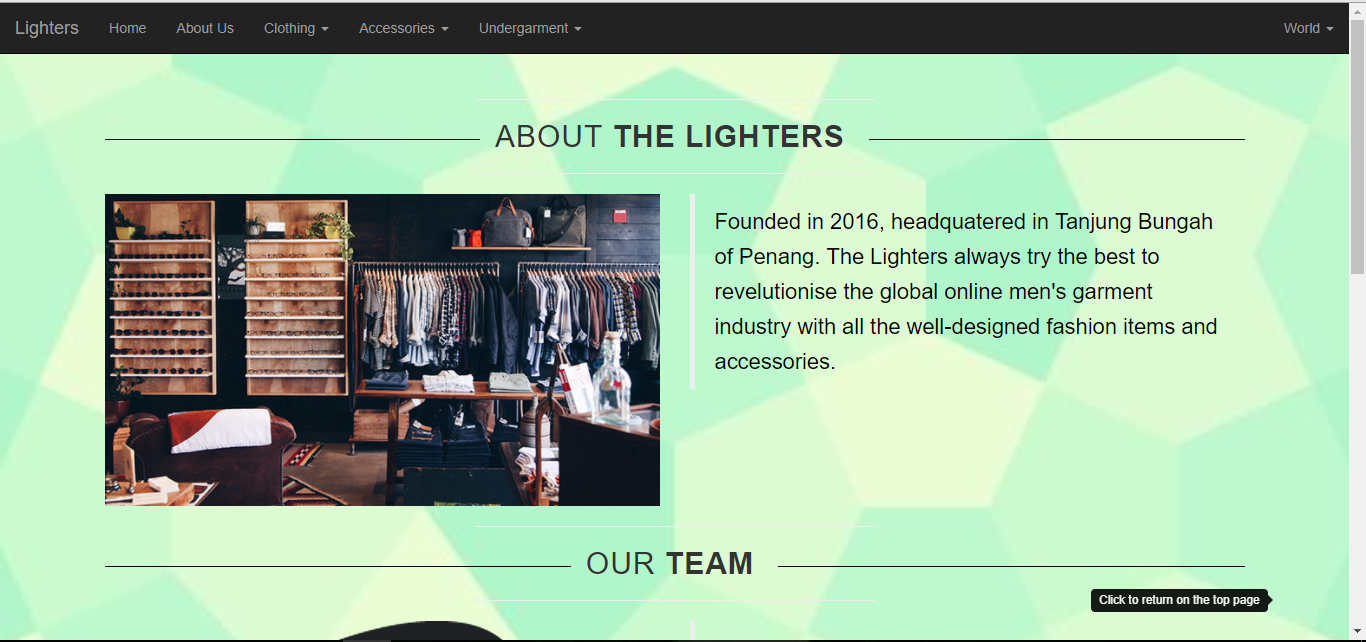 Lighters Home About Us Clothing Accessories Undergarment World
ABOUT THE LIGHTERS
Founded in 2016, headquatered in Tanjung Bungah
of Penang. The Lighters always try the best to
revelutionise the global online men's garment
industry with all the well-designed fashion items and
accessories.
OUR TEAM
Click to return on the top page